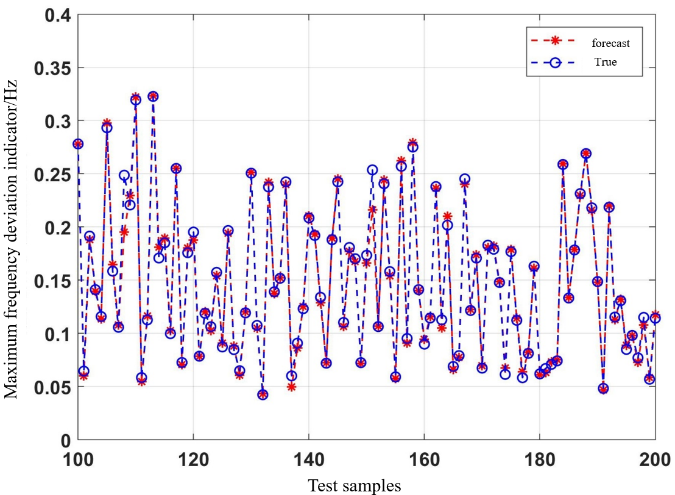 0.4
0.35
0.3
0.25
0.2
0.15
0.1
0.05
0
Maximum frequency deviation indicator/Hz
forecast
True
100 120 140 160 180 200
Test samples